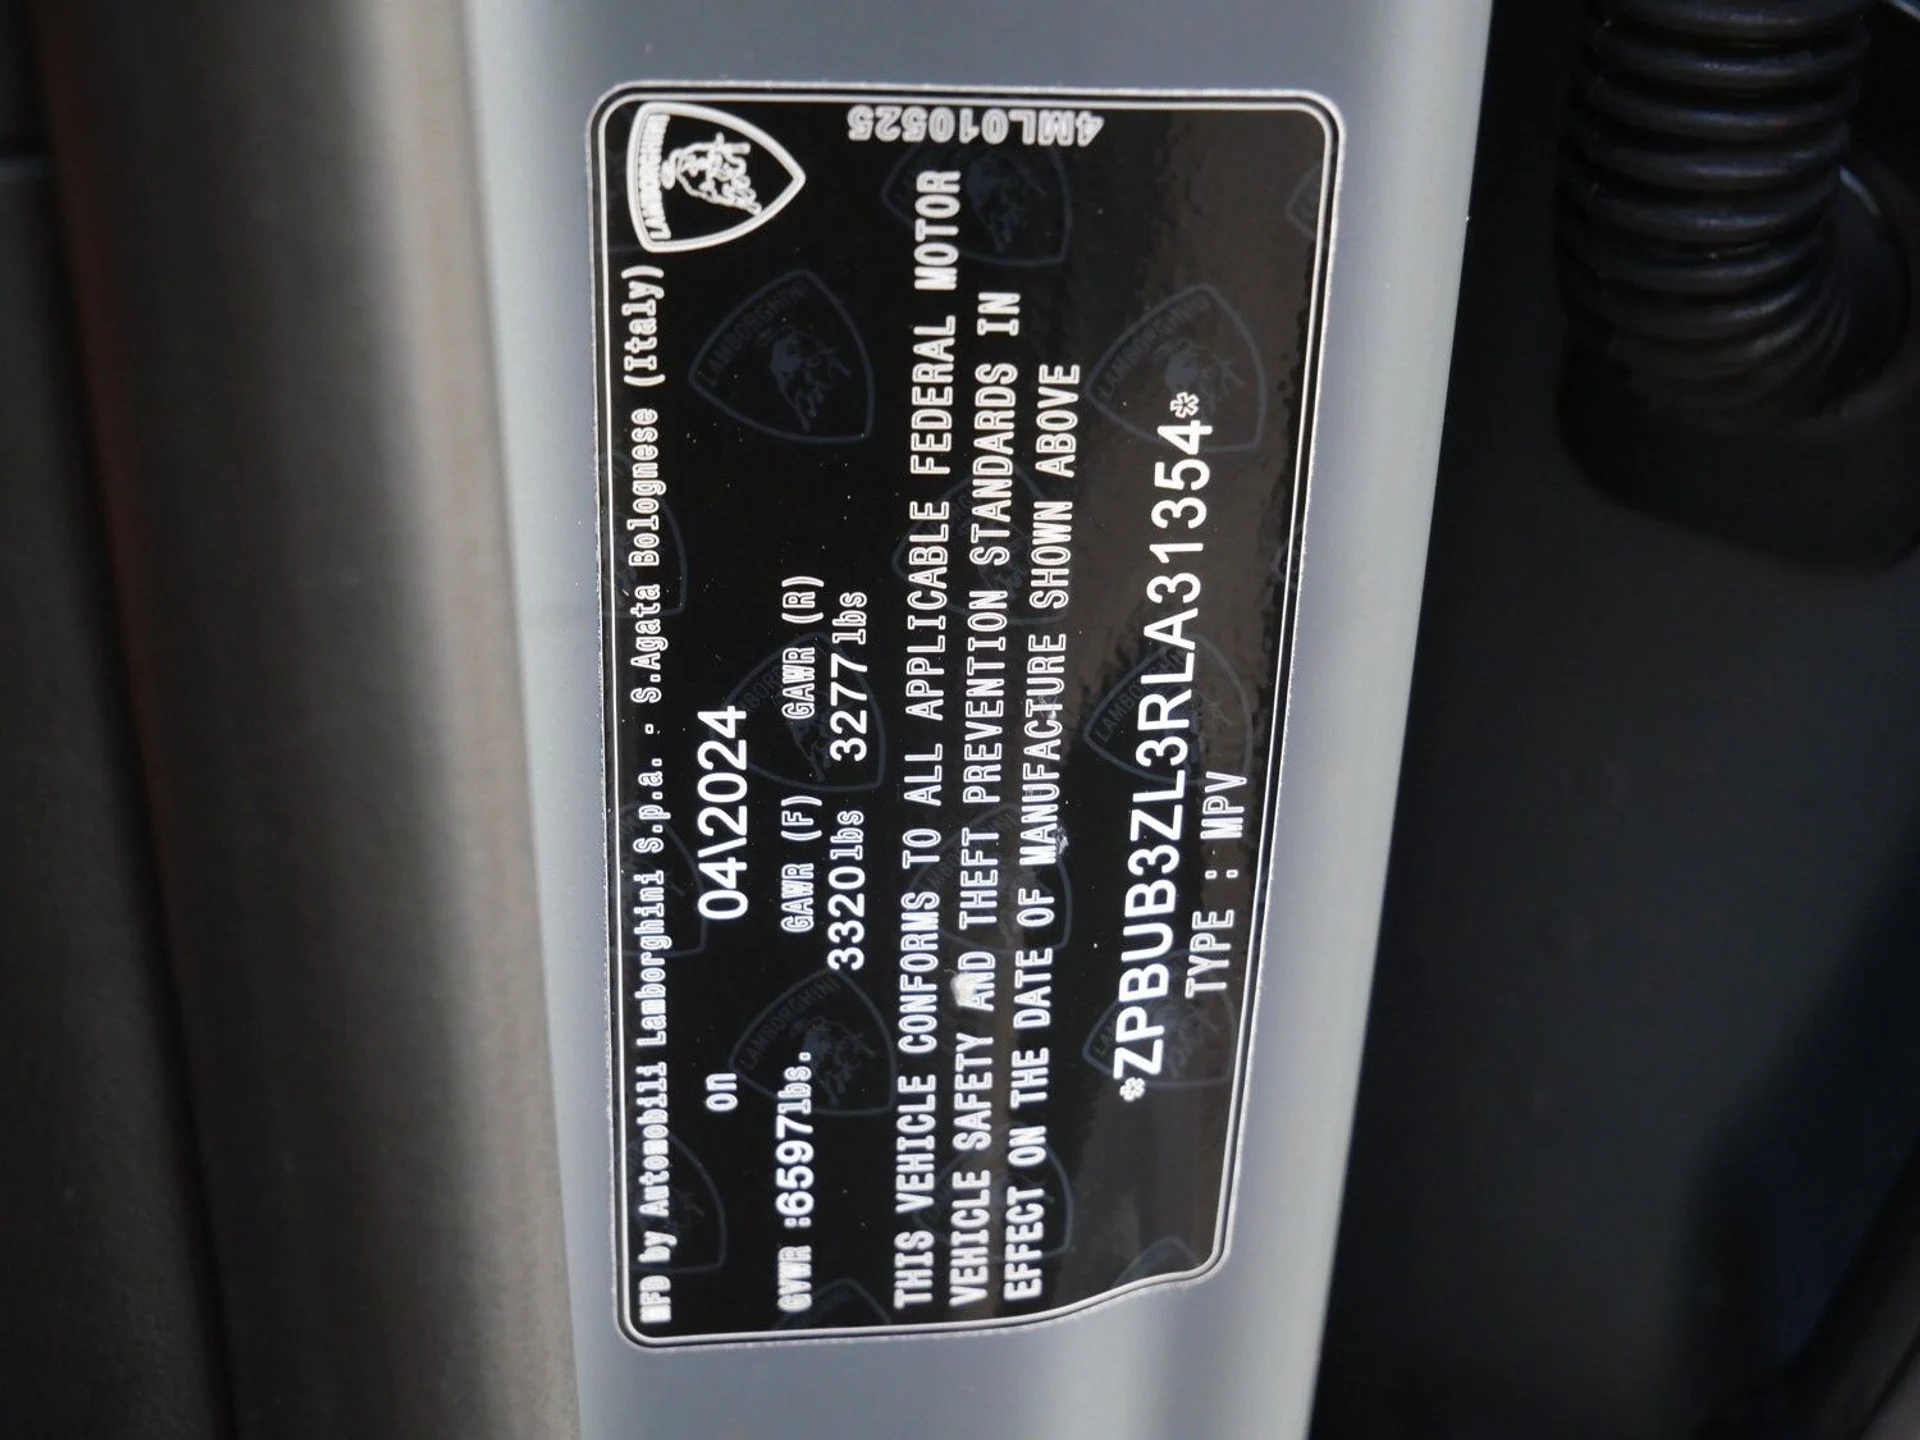 LAMBORGHINI
4ML010525
MFD by Automobili Lamborghini S.p.a. - S.Agata Bolognese (Italy)
on 04\2024
GVWR :6597lbs. GAWR (F) GAWR (R)
3320lbs 3277lbs
THIS VEHICLE CONFORMS TO ALL APPLICABLE FEDERAL MOTOR
VEHICLE SAFETY AND THEFT PREVENTION STANDARDS IN
EFFECT ON THE DATE OF MANUFACTURE SHOWN ABOVE
*ZPBUB3ZL3RLA31354*
TYPE : MPV